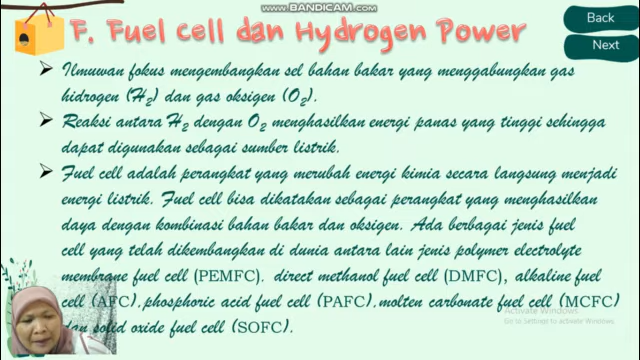 www.BANDICAM.com
F. Fuel cell dan Hydrogen Power
Back
Next
➢ Ilmuwan fokus mengembangkan sel bahan bakar yang menggabungkan gas
hidrogen (H₂) dan gas oksigen (O₂).
➢ Reaksi antara H₂ dengan O₂ menghasilkan energi panas yang tinggi sehingga
dapat digunakan sebagai sumber listrik.
➢ Fuel cell adalah perangkat yang merubah energi kimia secara langsung menjadi
energi listrik. Fuel cell bisa dikatakan sebagai perangkat yang menghasilkan
daya dengan kombinasi bahan bakar dan oksigen. Ada berbagai jenis fuel
cell yang telah dikembangkan di dunia antara lain jenis polymer electrolyte
membrane fuel cell (PEMFC). direct methanol fuel cell (DMFC), alkaline fuel
cell (AFC),phosphoric acid fuel cell (PAFC),molten carbonate fuel cell (MCFC)
dan solid oxide fuel cell (SOFC).
Activate Windows
Go to Settings to activate Windows.